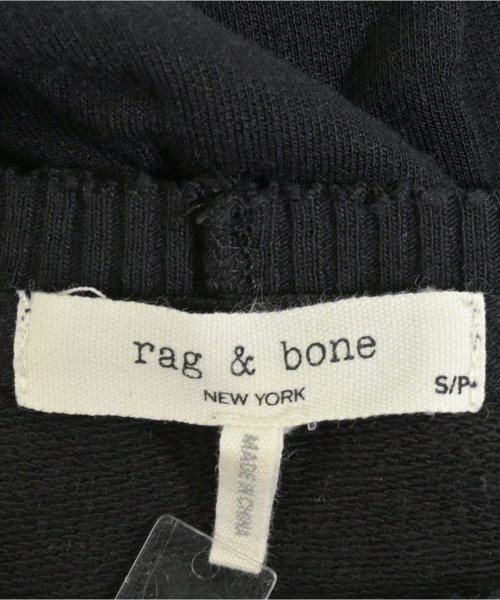 rag & bone
NEW YORK
S/P
MADE IN CHINA